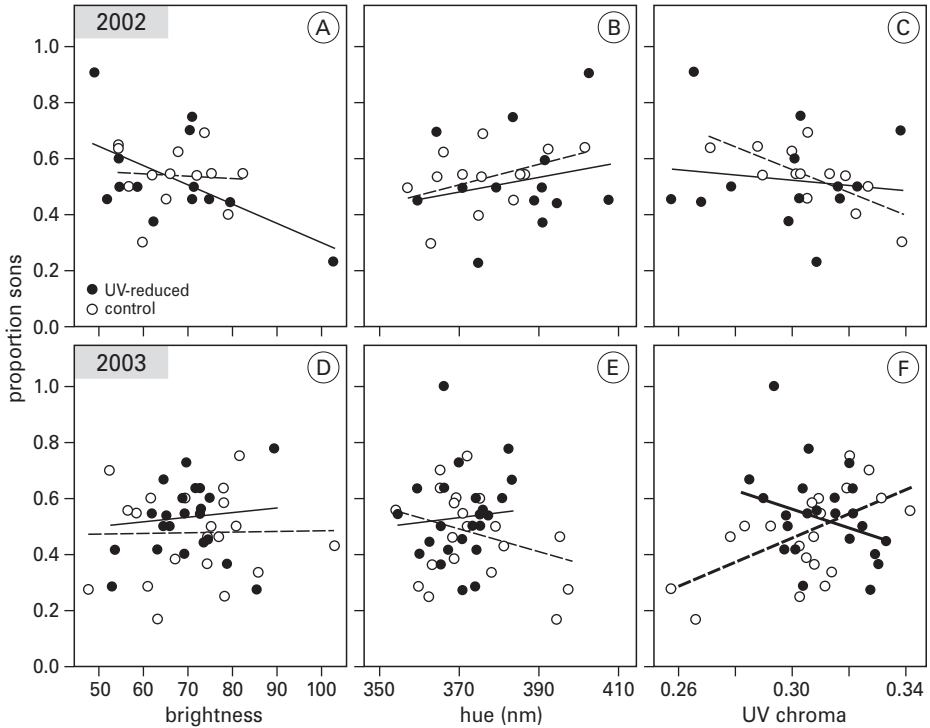 2002
A
B
C
1.0
0.8
0.6
0.4
0.2
0.0
UV-reduced
control
proportion sons
2003
D
E
F
1.0
0.8
0.6
0.4
0.2
0.0
50 60 70 80 90 100
350 370 390 410
0.26 0.30 0.34
brightness
hue (nm)
UV chroma